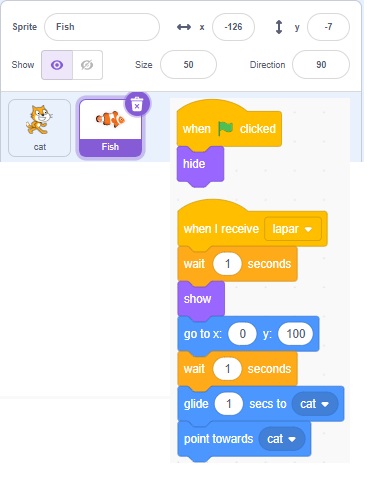 Sprite Fish x -126 y -7
Show Size 50 Direction 90
cat Fish
when clicked
hide
when I receive lapar
wait 1 seconds
show
go to x: 0 y: 100
wait 1 seconds
glide 1 secs to cat
point towards cat